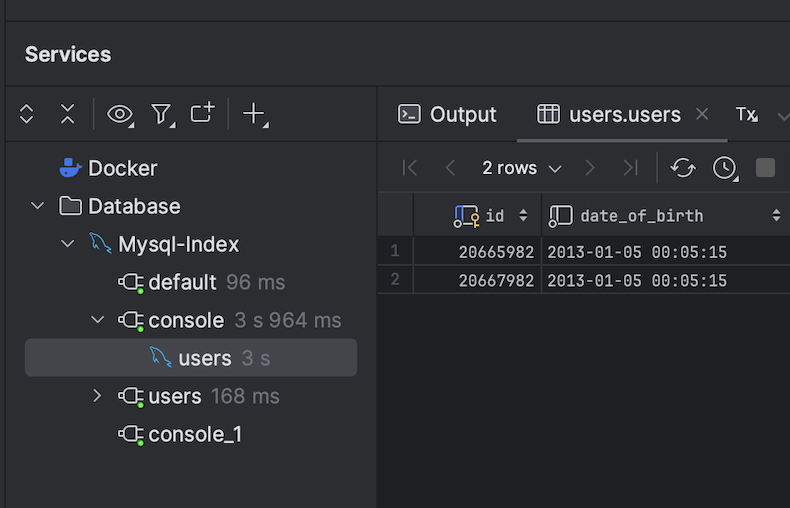 Services
Output
users.users
Tx
Docker
2 rows
Database
id
date_of_birth
Mysql-Index
1 20665982 2013-01-05 00:05:15
default 96 ms
2 20667982 2013-01-05 00:05:15
console 3 s 964 ms
users 3 s
users 168 ms
console_1